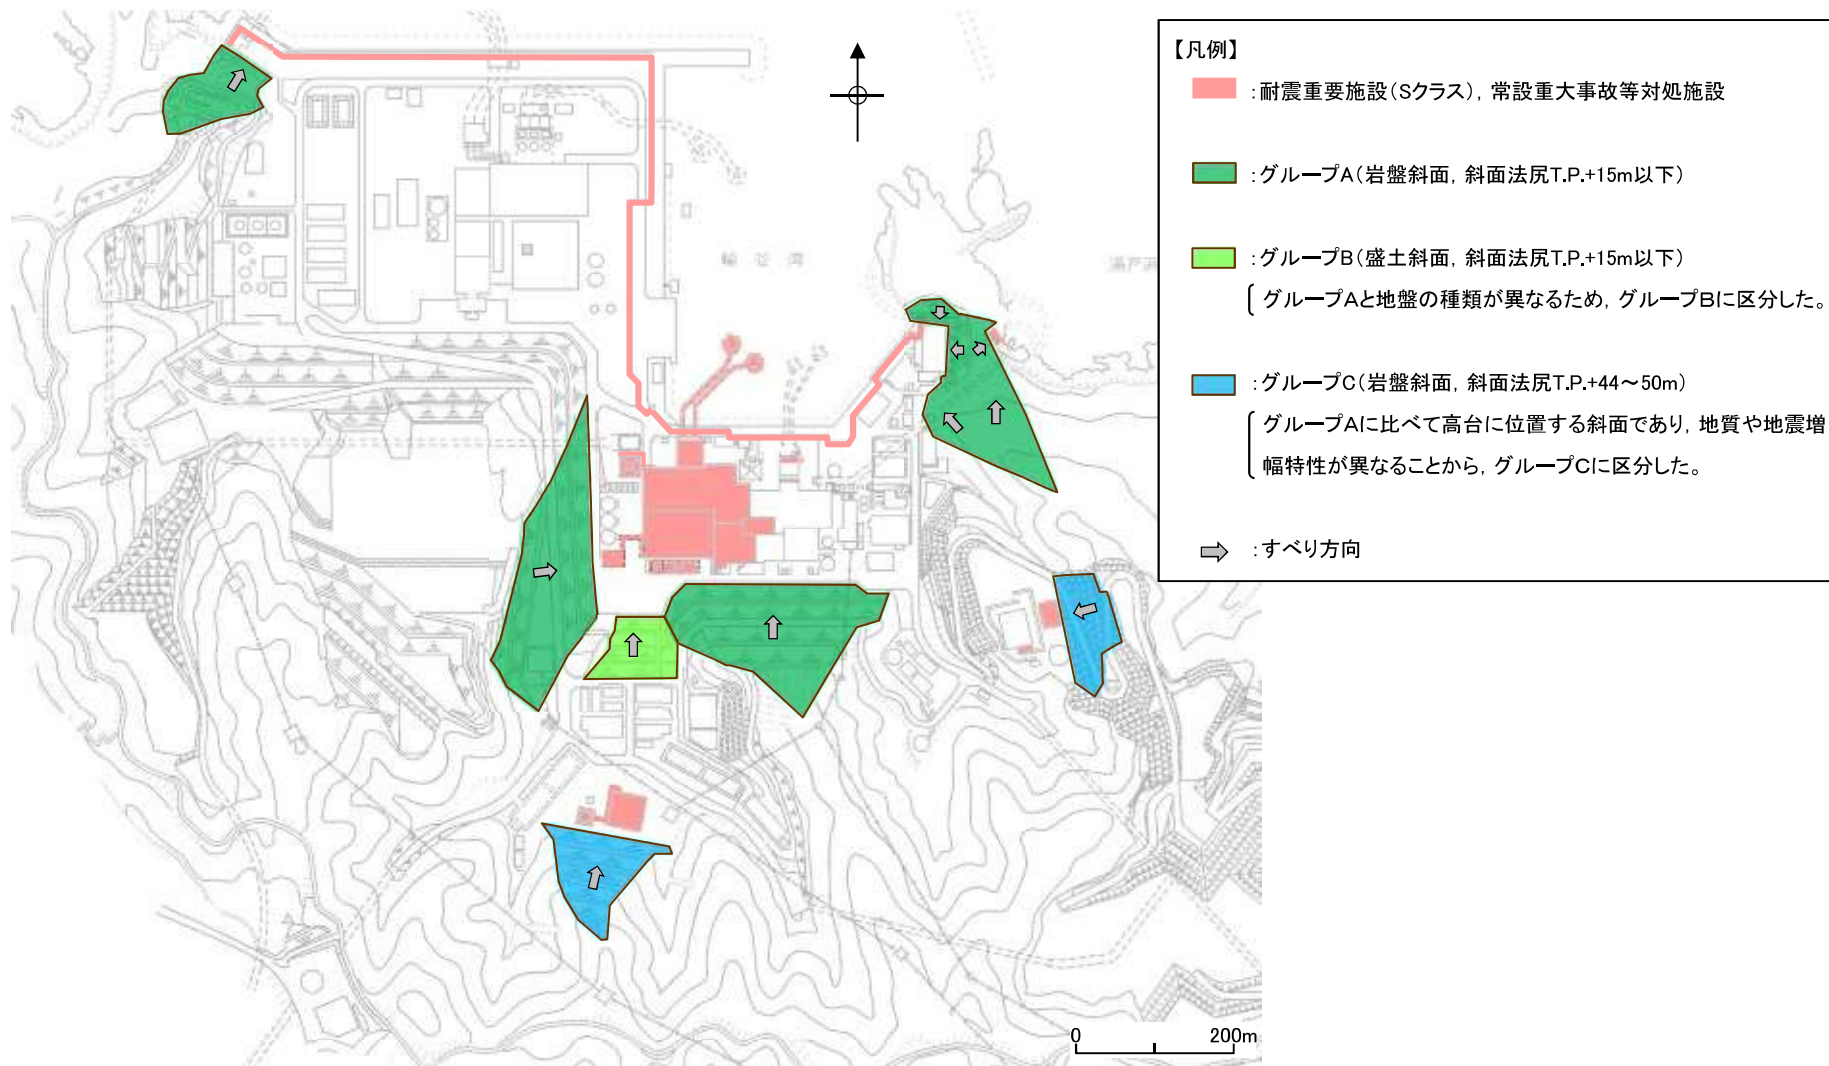 【凡例】
:耐震重要施設(Sクラス), 常設重大事故等対処施設
:グループA(岩盤斜面, 斜面法尻T.P.+15m以下)
:グループB(盛土斜面, 斜面法尻T.P.+15m以下)
グループAと地盤の種類が異なるため, グループBに区分した。
:グループC(岩盤斜面, 斜面法尻T.P.+44～50m)
グループAに比べて高台に位置する斜面であり, 地質や地震増
幅特性が異なることから, グループCに区分した。
:すべり方向
輪谷湾
0 200m